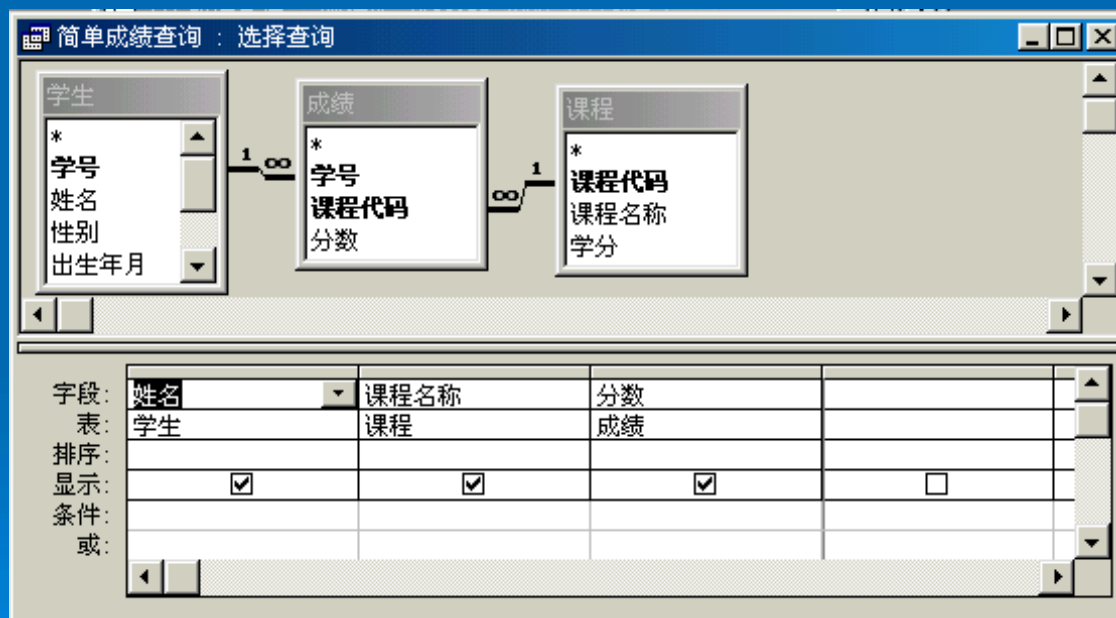 简单成绩查询 : 选择查询
学生
*
学号
姓名
性别
出生年月
1 ∞
成绩
*
学号
课程代码
分数
∞ 1
课程
*
课程代码
课程名称
学分
字段: 姓名 课程名称 分数
表: 学生 课程 成绩
排序:
显示:
条件:
或: